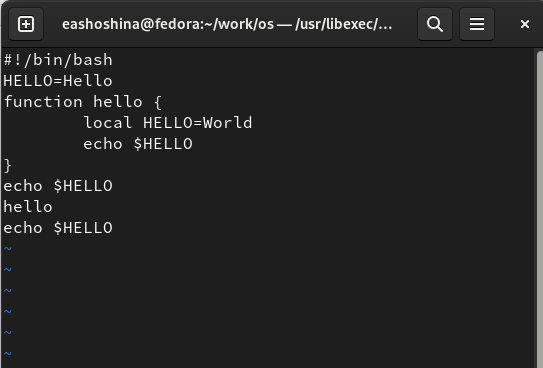 eashoshina@fedora:~/work/os — /usr/libexec/...
#!/bin/bash
HELLO=Hello
function hello {
        local HELLO=World
        echo $HELLO
}
echo $HELLO
hello
echo $HELLO
~
~
~
~
~
~